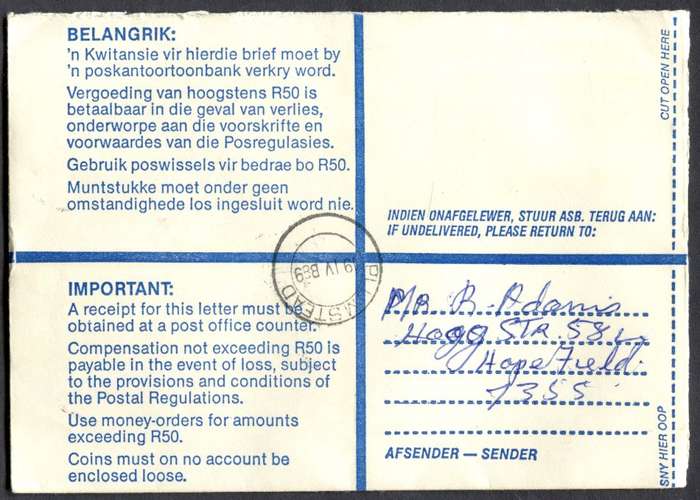 BELANGRIK:
'n Kwitansie vir hierdie brief moet by
'n poskantoortoonbank verkry word.
Vergoeding van hoogstens R50 is
betaalbaar in die geval van verlies,
onderworpe aan die voorskrifte en
voorwaardes van die Posregulasies.
Gebruik poswissels vir bedrae bo R50.
Muntstukke moet onder geen
omstandighede los ingesluit word nie.
CUT OPEN HERE
INDIEN ONAFGELEWER, STUUR ASB. TERUG AAN:
IF UNDELIVERED, PLEASE RETURN TO:
PLUMSTEAD
19 IV 89
IMPORTANT:
A receipt for this letter must be
obtained at a post office counter.
Compensation not exceeding R50 is
payable in the event of loss, subject
to the provisions and conditions of
the Postal Regulations.
Use money-orders for amounts
exceeding R50.
Coins must on no account be
enclosed loose.
Mr B. Adams
Hogg STR.
Hopefield.
7355
AFSENDER — SENDER
SNY HIER OOP